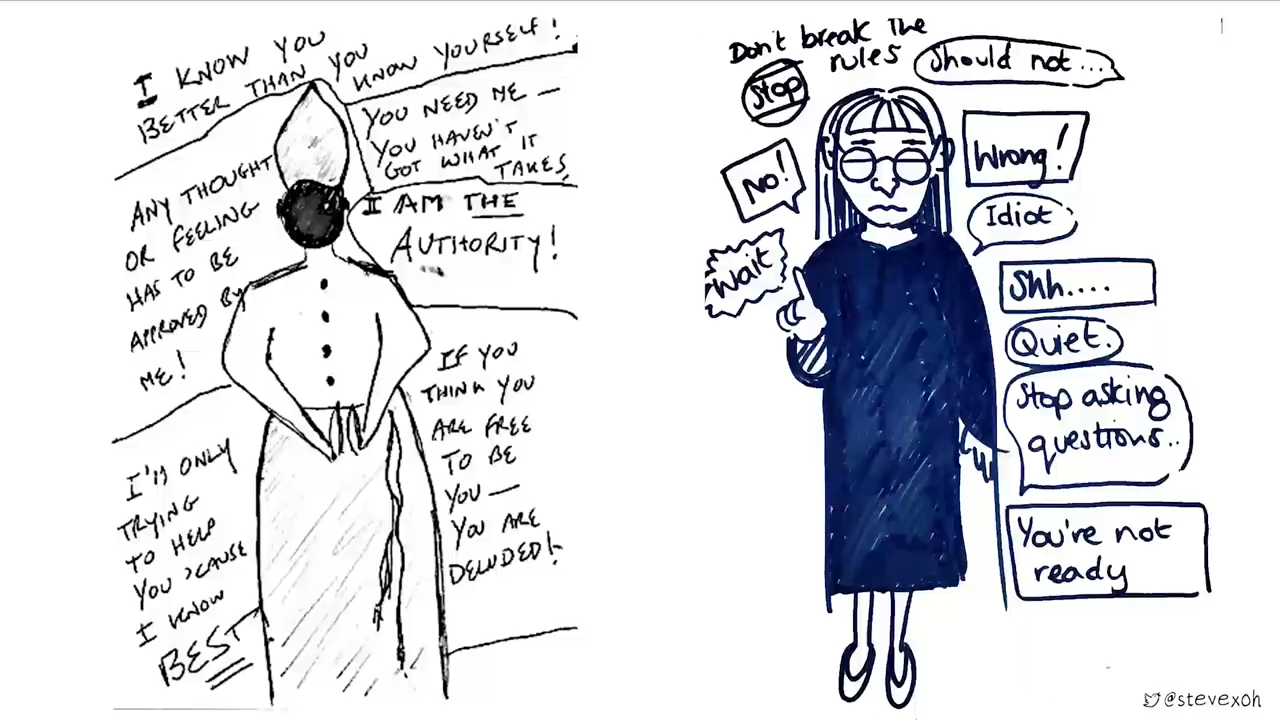 I KNOW YOU
BETTER THAN YOU
KNOW YOURSELF!
YOU NEED ME —
YOU HAVEN'T
GOT WHAT IT
TAKES,
ANY THOUGHT
OR FEELING
HAS TO BE
APPROVED BY
ME!
I AM THE
AUTHORITY!
IF YOU
THINK YOU
ARE FREE
TO BE
YOU —
YOU ARE
DELUDED!
I'M ONLY
TRYING
TO HELP
YOU 'CAUSE
I KNOW
BEST
Don't break the
rules
Stop
Should not...
No!
Wrong!
Idiot
Wait
Shh....
Quiet.
Stop asking
questions..
You're not
ready
@stevexoh